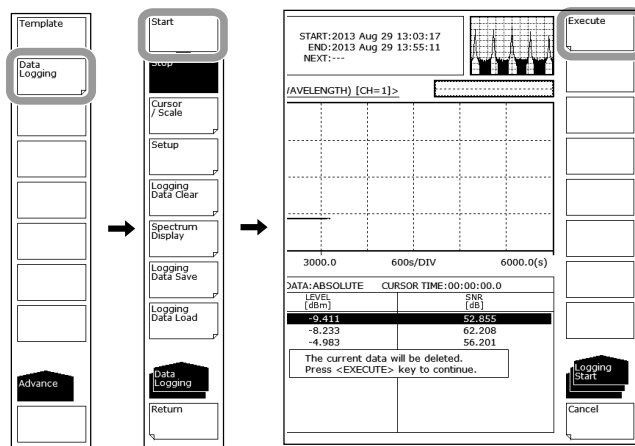 Template
Data
Logging
Advance
Start
Stop
Cursor
/ Scale
Setup
Logging
Data Clear
Spectrum
Display
Logging
Data Save
Logging
Data Load
Data
Logging
Return
START:2013 Aug 29 13:03:17
END:2013 Aug 29 13:55:11
NEXT:---
/AVELENGTH) [CH=1]>
3000.0 600s/DIV 6000.0(s)
DATA:ABSOLUTE CURSOR TIME:00:00:00.0
LEVEL SNR
[dBm] [dB]
-9.411 52.855
-8.233 62.208
-4.983 56.201
The current data will be deleted.
Press <EXECUTE> key to continue.
Execute
Logging
Start
Cancel